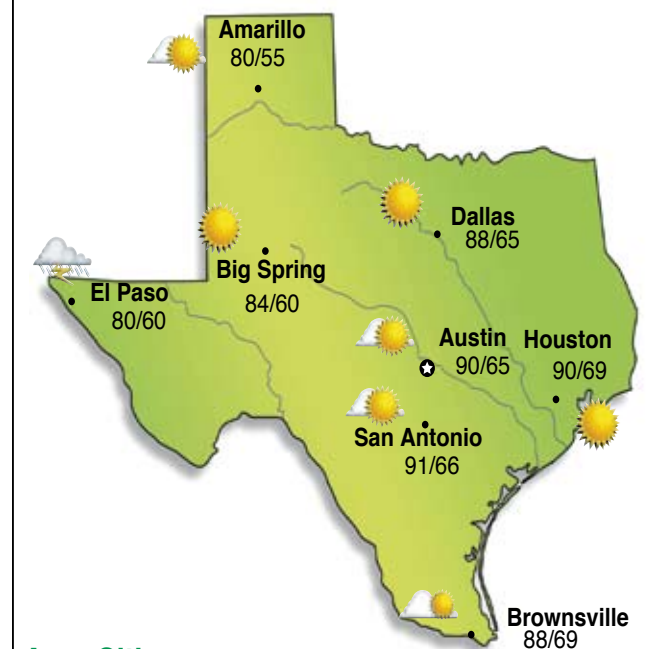 Amarillo
80/55
Dallas
88/65
Big Spring
84/60
El Paso
80/60
Austin
90/65
Houston
90/69
San Antonio
91/66
Brownsville
88/69